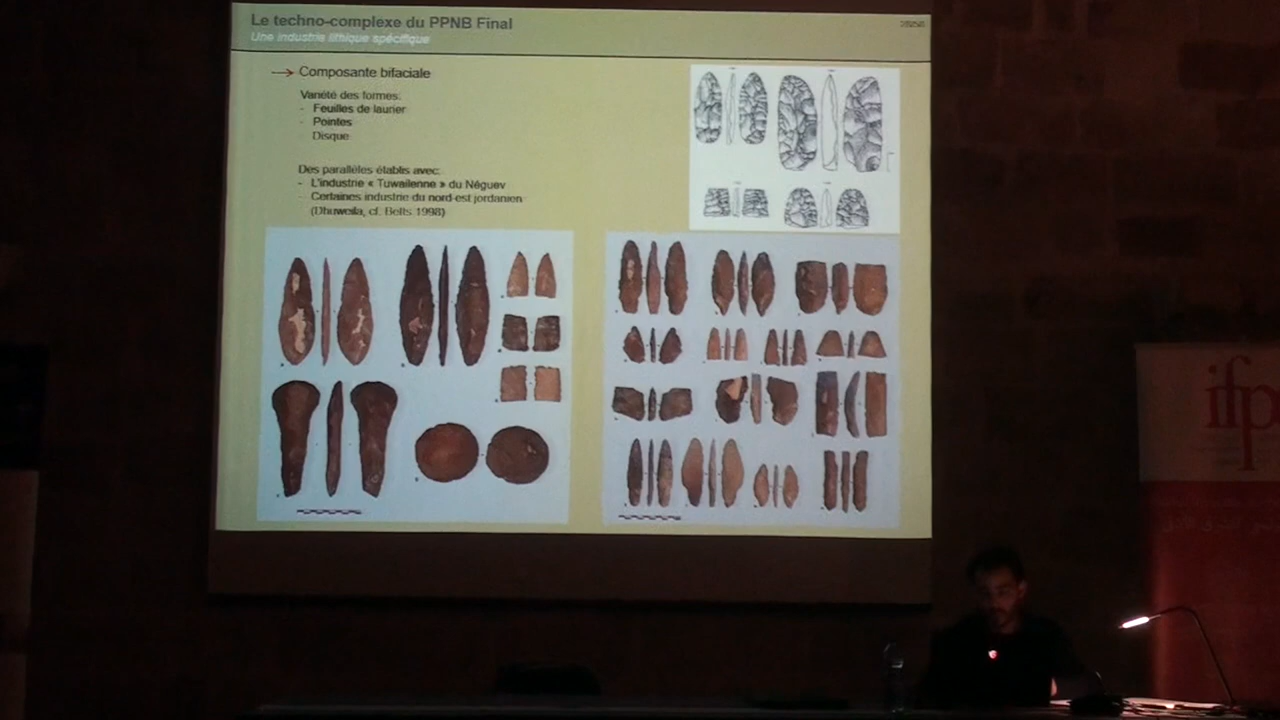 Le techno-complexe du PPNB Final
Une industrie lithique spécifique
Composante bifaciale
Variété des formes:
- Feuilles de laurier
- Pointes
Disque
Des parallèles établis avec:
- L'industrie « Tuwailenne » du Néguev
- Certaines industrie du nord-est jordanien
(Dhuweila, cf. Betts 1998)
ifp